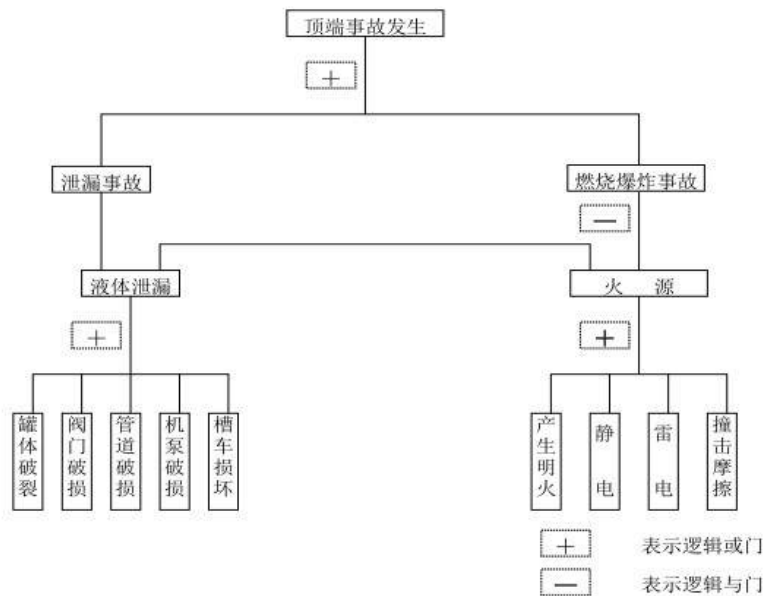 顶端事故发生
+
泄漏事故
燃烧爆炸事故
−
液体泄漏
火 源
+
+
罐体破裂
阀门破损
管道破损
机泵破损
槽车损坏
产生明火
静 电
雷 电
撞击摩擦
+ 表示逻辑或门
− 表示逻辑与门